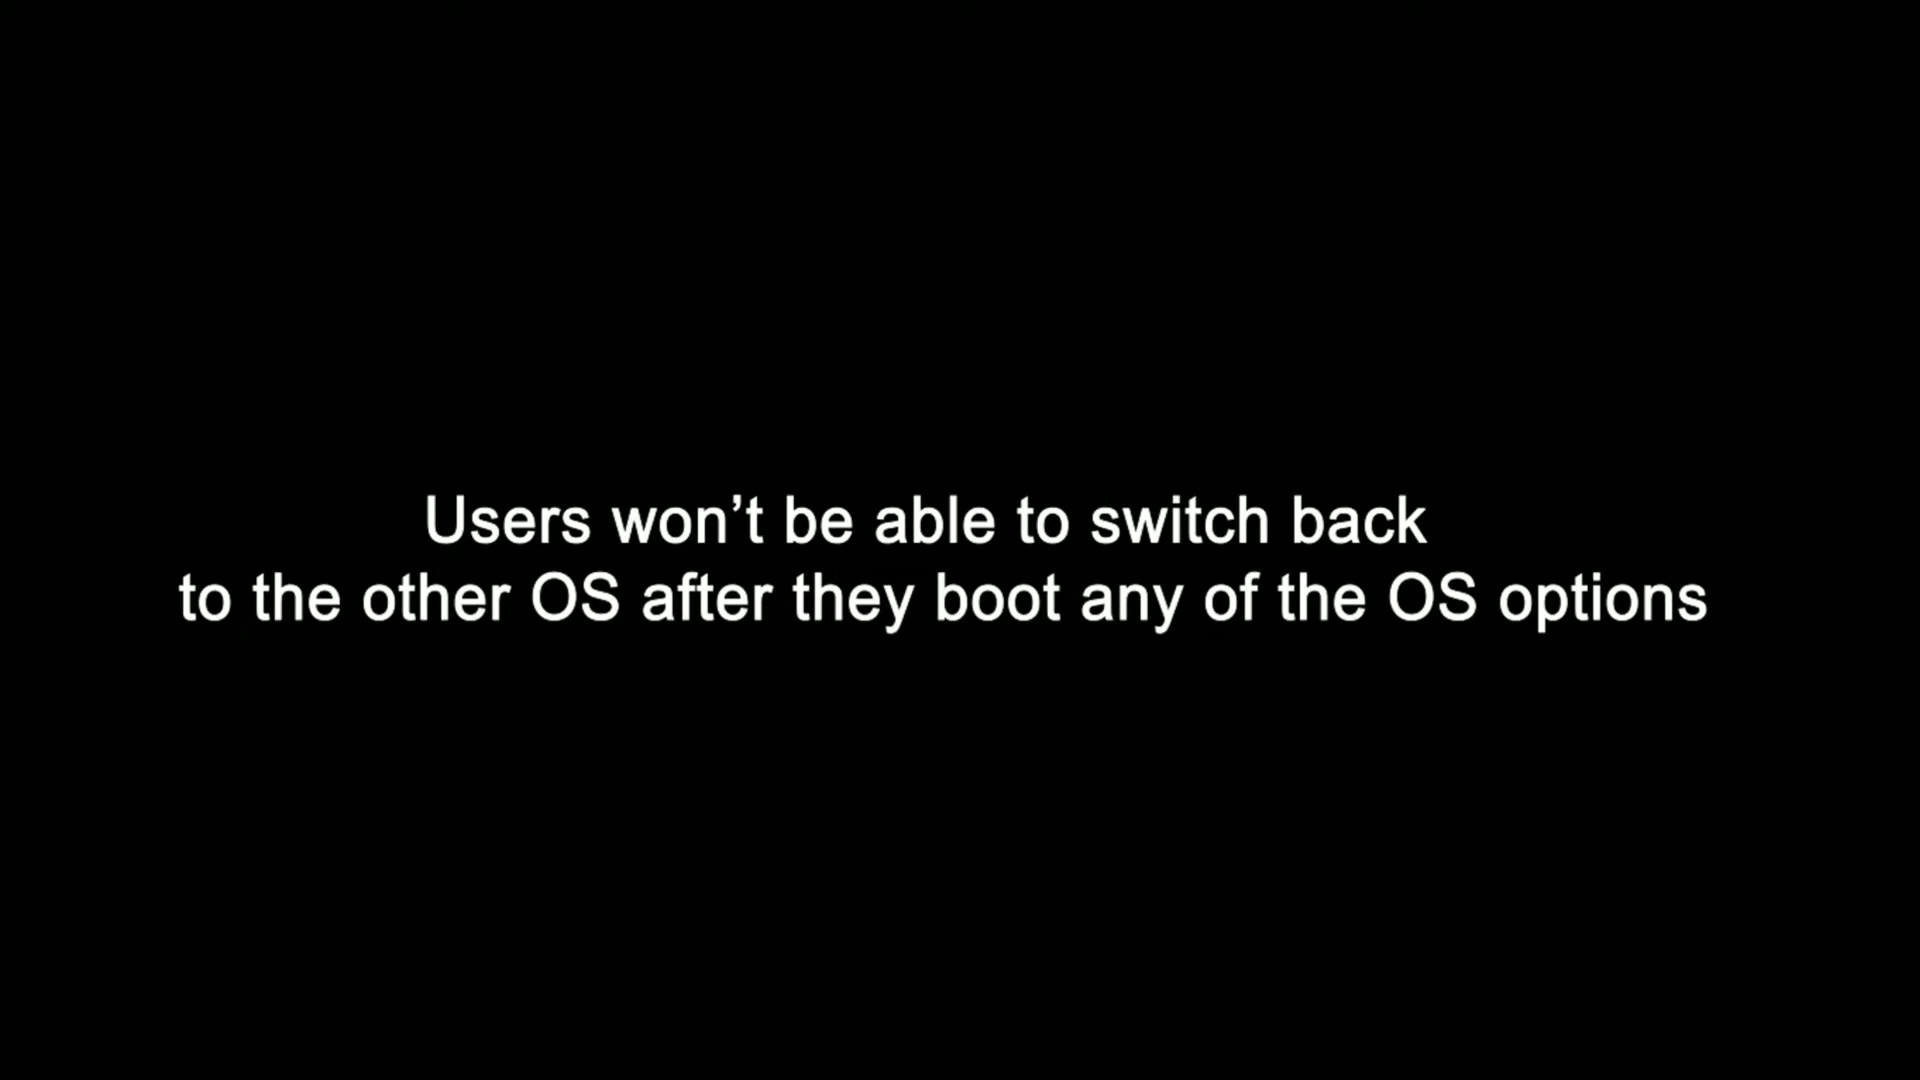 Users won’t be able to switch back
to the other OS after they boot any of the OS options